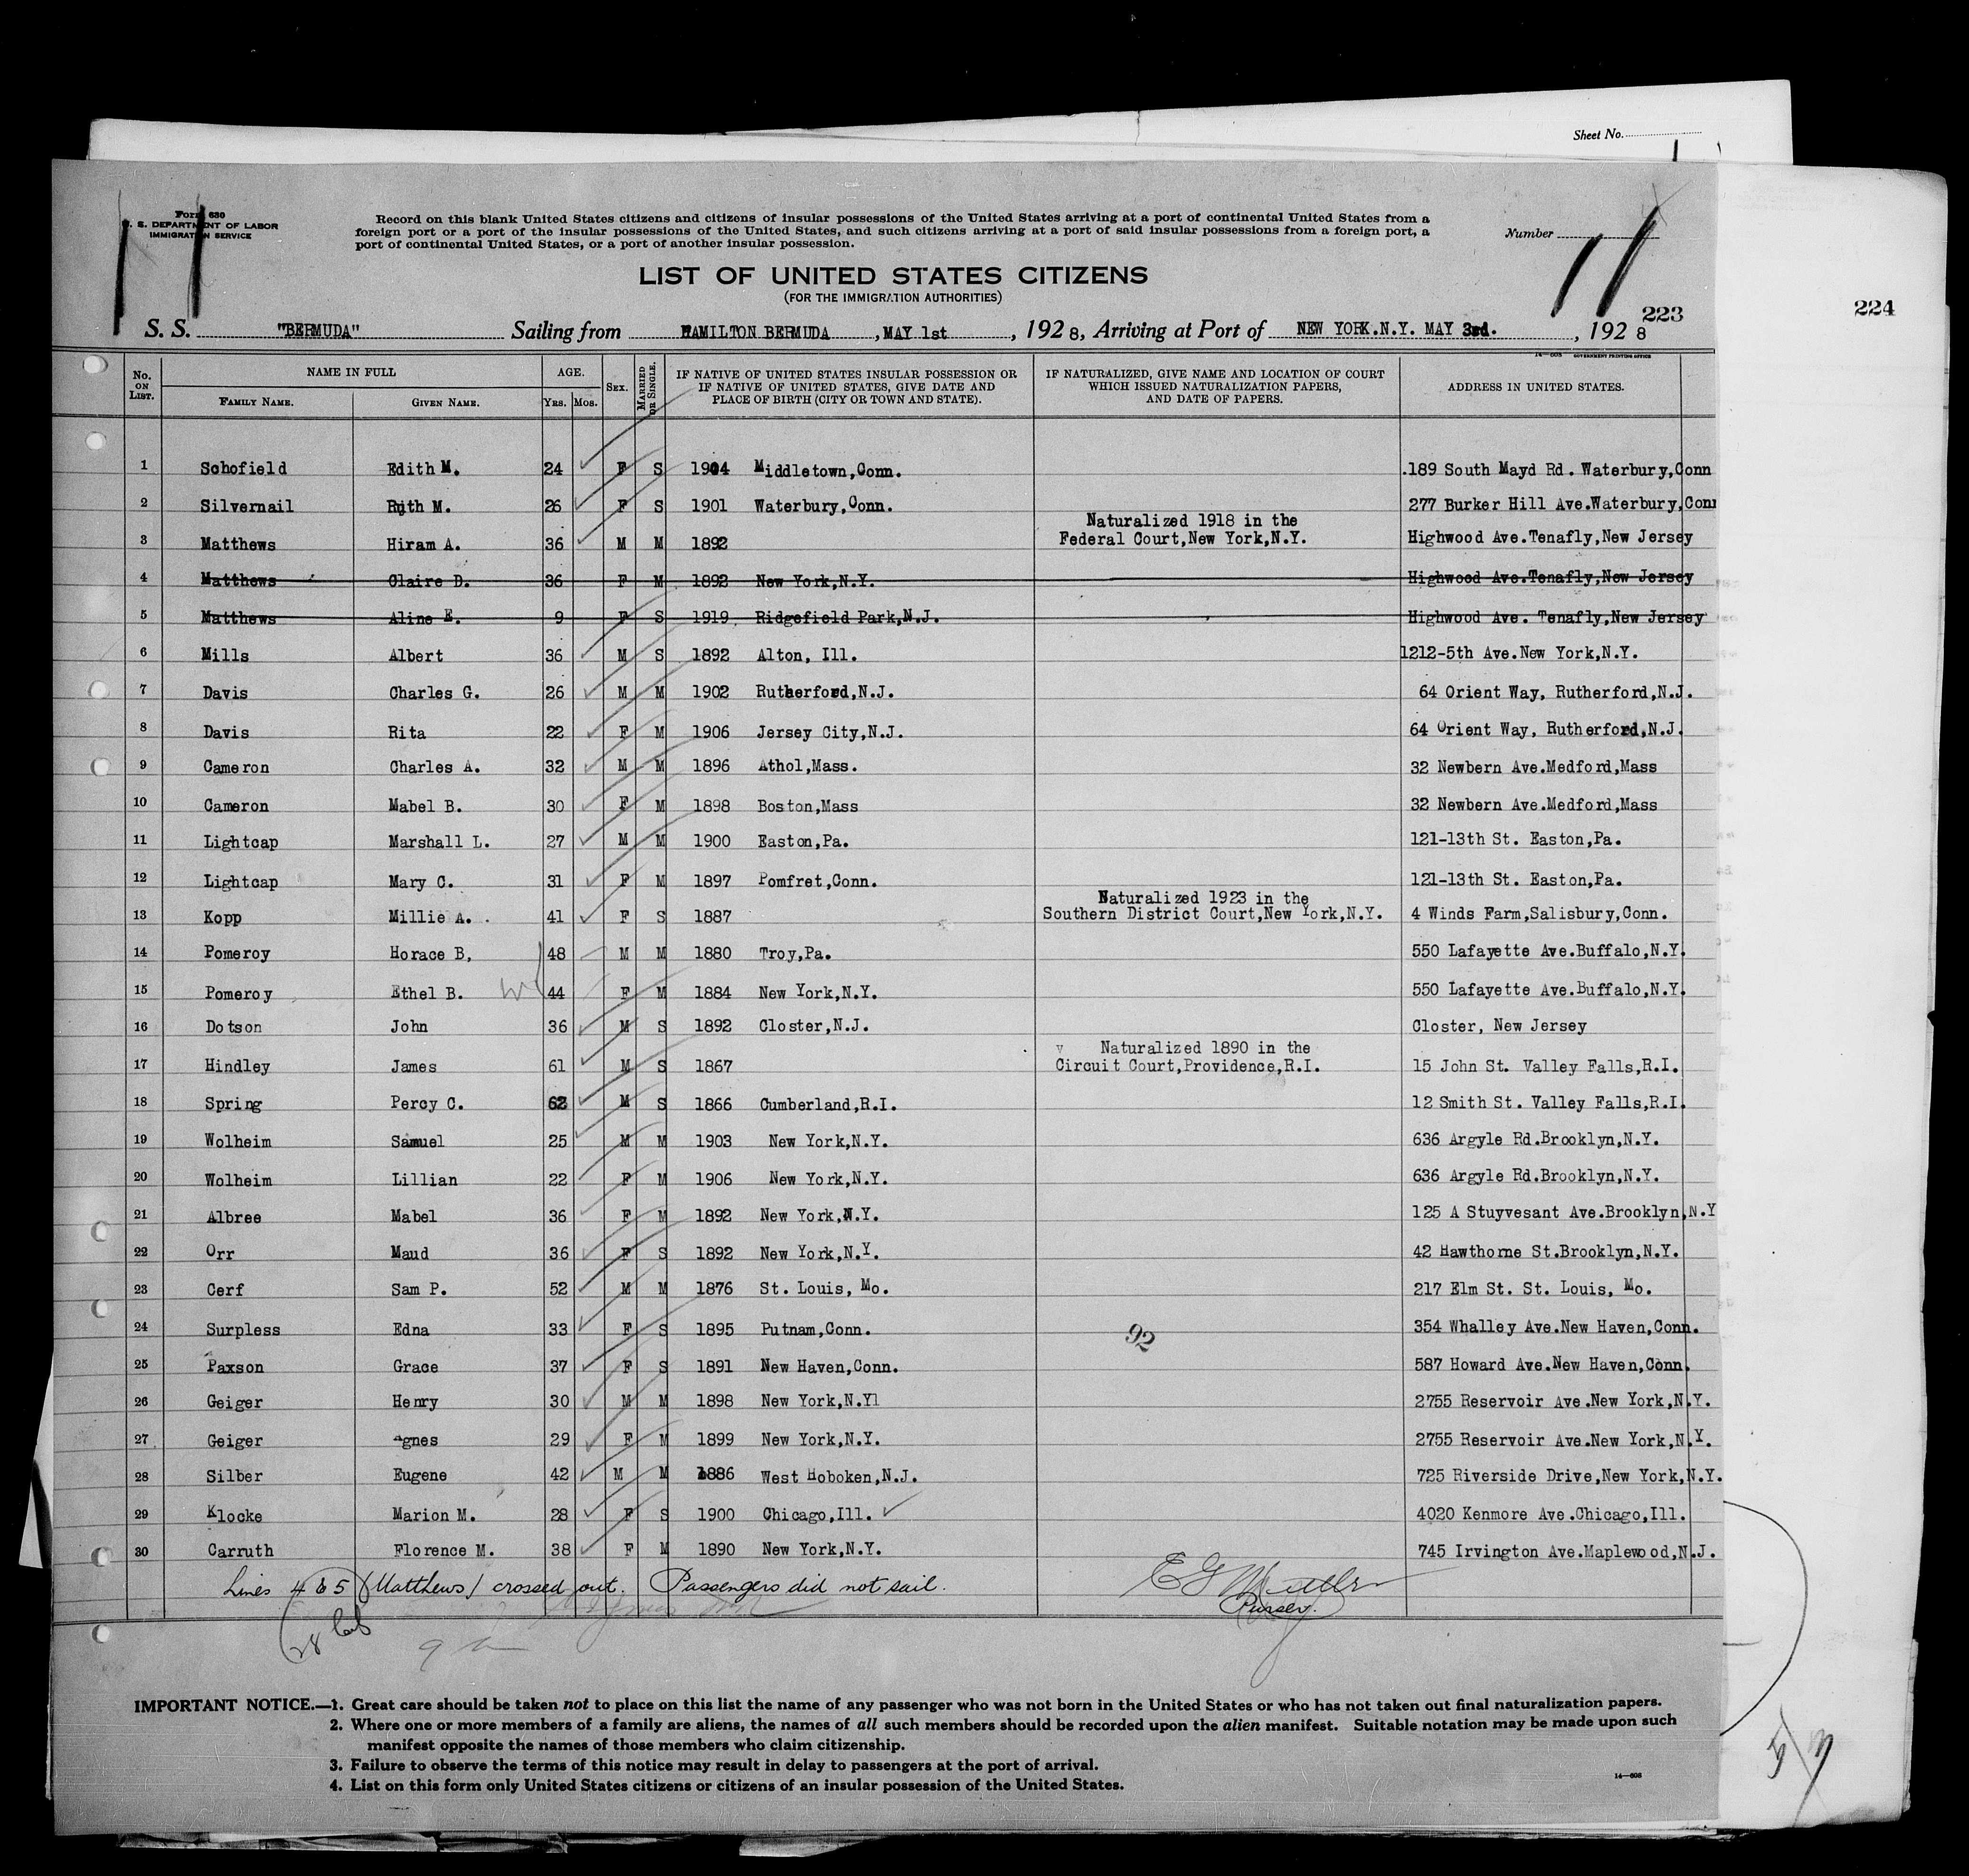 Sheet No.
Form 630
U. S. DEPARTMENT OF LABOR
IMMIGRATION SERVICE
Record on this blank United States citizens and citizens of insular possessions of the United States arriving at a port of continental United States from a
foreign port or a port of the insular possessions of the United States, and such citizens arriving at a port of said insular possessions from a foreign port, a
port of continental United States, or a port of another insular possession.
Number
LIST OF UNITED STATES CITIZENS
(FOR THE IMMIGRATION AUTHORITIES)
223
224
S. S. "BERMUDA" Sailing from HAMILTON BERMUDA ,MAY 1st , 1928, Arriving at Port of NEW YORK.N.Y. MAY 3rd. , 1928
14—608 GOVERNMENT PRINTING OFFICE
No. ON LIST. NAME IN FULL AGE. SEX. MARRIED OR SINGLE. IF NATIVE OF UNITED STATES INSULAR POSSESSION OR IF NATIVE OF UNITED STATES, GIVE DATE AND PLACE OF BIRTH (CITY OR TOWN AND STATE). IF NATURALIZED, GIVE NAME AND LOCATION OF COURT WHICH ISSUED NATURALIZATION PAPERS, AND DATE OF PAPERS. ADDRESS IN UNITED STATES.
FAMILY NAME. GIVEN NAME. YRS. MOS.
1 Schofield Edith M. 24 F S 1904 Middletown,Conn. .189 South Mayd Rd. Waterbury,Conn
2 Silvernail Ruth M. 26 F S 1901 Waterbury,Conn. 277 Burker Hill Ave.Waterbury,Conn
Naturalized 1918 in the
3 Matthews Hiram A. 36 M M 1892 Federal Court,New York,N.Y. Highwood Ave.Tenafly,New Jersey
4 Matthews Claire D. 36 F M 1892 New York,N.Y. Highwood Ave.Tenafly,New Jersey
5 Matthews Aline E. 9 F S 1919 Ridgefield Park,N.J. Highwood Ave. Tenafly,New Jersey
6 Mills Albert 36 M S 1892 Alton, Ill. 1212-5th Ave.New York,N.Y.
7 Davis Charles G. 26 M M 1902 Rutherford,N.J. 64 Orient Way, Rutherford,N.J.
8 Davis Rita 22 F M 1906 Jersey City,N.J. 64 Orient Way, Rutherford,N.J.
9 Cameron Charles A. 32 M M 1896 Athol,Mass. 32 Newbern Ave.Medford,Mass
10 Cameron Mabel B. 30 F M 1898 Boston,Mass 32 Newbern Ave.Medford,Mass
11 Lightcap Marshall L. 27 M M 1900 Easton,Pa. 121-13th St. Easton,Pa.
12 Lightcap Mary C. 31 F M 1897 Pomfret,Conn. 121-13th St. Easton,Pa.
Naturalized 1923 in the
13 Kopp Millie A. 41 F S 1887 Southern District Court,New York,N.Y. 4 Winds Farm,Salisbury,Conn.
14 Pomeroy Horace B, 48 M M 1880 Troy,Pa. 550 Lafayette Ave.Buffalo,N.Y.
15 Pomeroy Ethel B. 44 F M 1884 New York,N.Y. 550 Lafayette Ave.Buffalo,N.Y.
16 Dotson John 36 M S 1892 Closter,N.J. Closter, New Jersey
v Naturalized 1890 in the
17 Hindley James 61 M S 1867 Circuit Court,Providence,R.I. 15 John St. Valley Falls,R.I.
18 Spring Percy C. 62 M S 1866 Cumberland,R.I. 12 Smith St. Valley Falls,R.I.
19 Wolheim Samuel 25 M M 1903 New York,N.Y. 636 Argyle Rd.Brooklyn,N.Y.
20 Wolheim Lillian 22 F M 1906 New York,N.Y. 636 Argyle Rd.Brooklyn,N.Y.
21 Albree Mabel 36 F M 1892 New York,N.Y. 125 A Stuyvesant Ave.Brooklyn,N.Y
22 Orr Maud 36 F S 1892 New York,N.Y. 42 Hawthorne St.Brooklyn,N.Y.
23 Cerf Sam P. 52 M M 1876 St. Louis, Mo. 217 Elm St. St. Louis, Mo.
24 Surpless Edna 33 F S 1895 Putnam,Conn. 92 354 Whalley Ave.New Haven,Conn.
25 Paxson Grace 37 F S 1891 New Haven,Conn. 587 Howard Ave.New Haven,Conn.
26 Geiger Henry 30 M M 1898 New York,N.Yl 2755 Reservoir Ave.New York,N.Y.
27 Geiger Agnes 29 F M 1899 New York,N.Y. 2755 Reservoir Ave.New York,N.Y.
28 Silber Eugene 42 M M 1886 West Hoboken,N.J. 725 Riverside Drive,New York,N.Y.
29 Klocke Marion M. 28 F S 1900 Chicago,Ill. 4020 Kenmore Ave.Chicago,Ill.
30 Carruth Florence M. 38 F M 1890 New York,N.Y. 745 Irvington Ave.Maplewood,N.J.
Lines 4 & 5 (Matthews) crossed out. Passengers did not sail.
Purser.
28
IMPORTANT NOTICE.—1. Great care should be taken not to place on this list the name of any passenger who was not born in the United States or who has not taken out final naturalization papers.
2. Where one or more members of a family are aliens, the names of all such members should be recorded upon the alien manifest. Suitable notation may be made upon such
manifest opposite the names of those members who claim citizenship.
3. Failure to observe the terms of this notice may result in delay to passengers at the port of arrival.
4. List on this form only United States citizens or citizens of an insular possession of the United States.
14—608